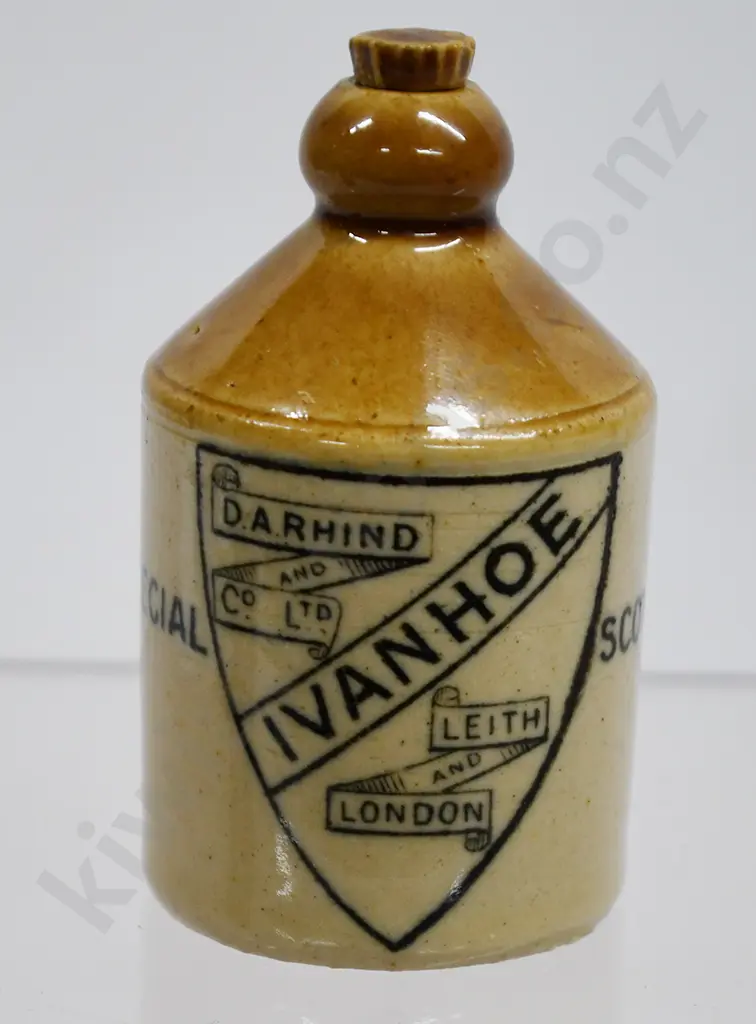 D.A.RHIND
AND
CO LTD
IVANHOE
LEITH
AND
LONDON